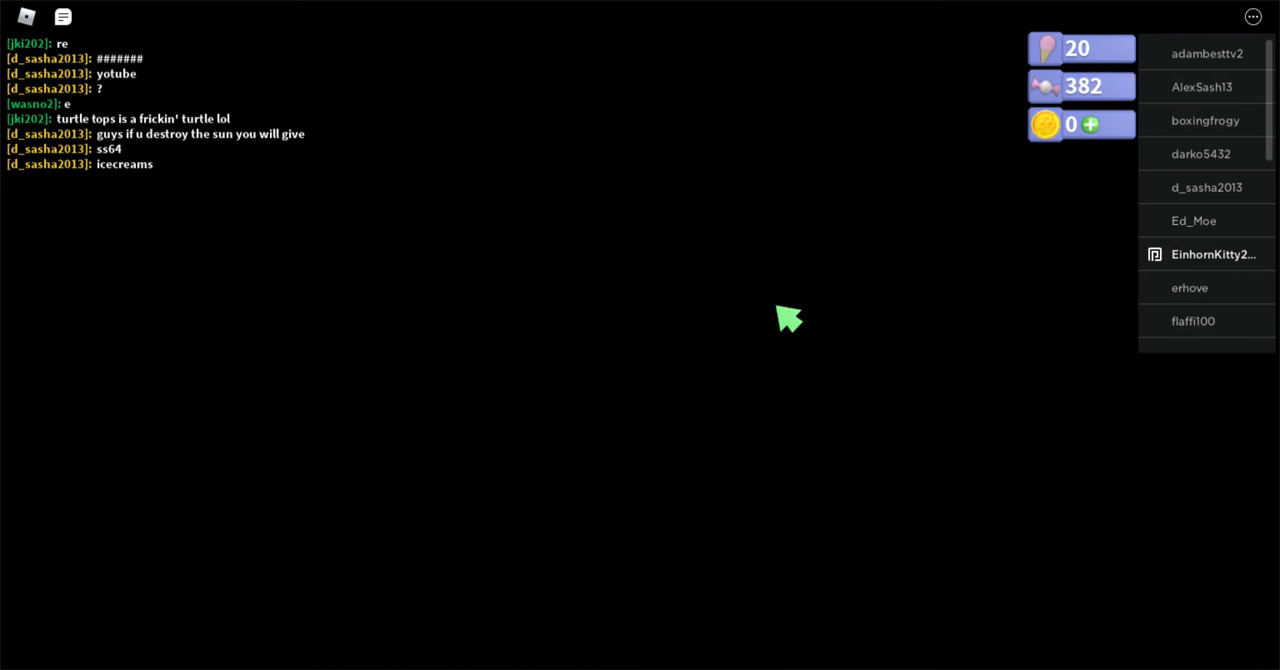 [jki202]: re
[d_sasha2013]: #######
[d_sasha2013]: yotube
[d_sasha2013]: ?
[wasno2]: e
[jki202]: turtle tops is a frickin' turtle lol
[d_sasha2013]: guys if u destroy the sun you will give
[d_sasha2013]: ss64
[d_sasha2013]: icecreams
20
382
0
adambesttv2
AlexSash13
boxingfrogy
darko5432
d_sasha2013
Ed_Moe
EinhornKitty2...
erhove
flaffi100